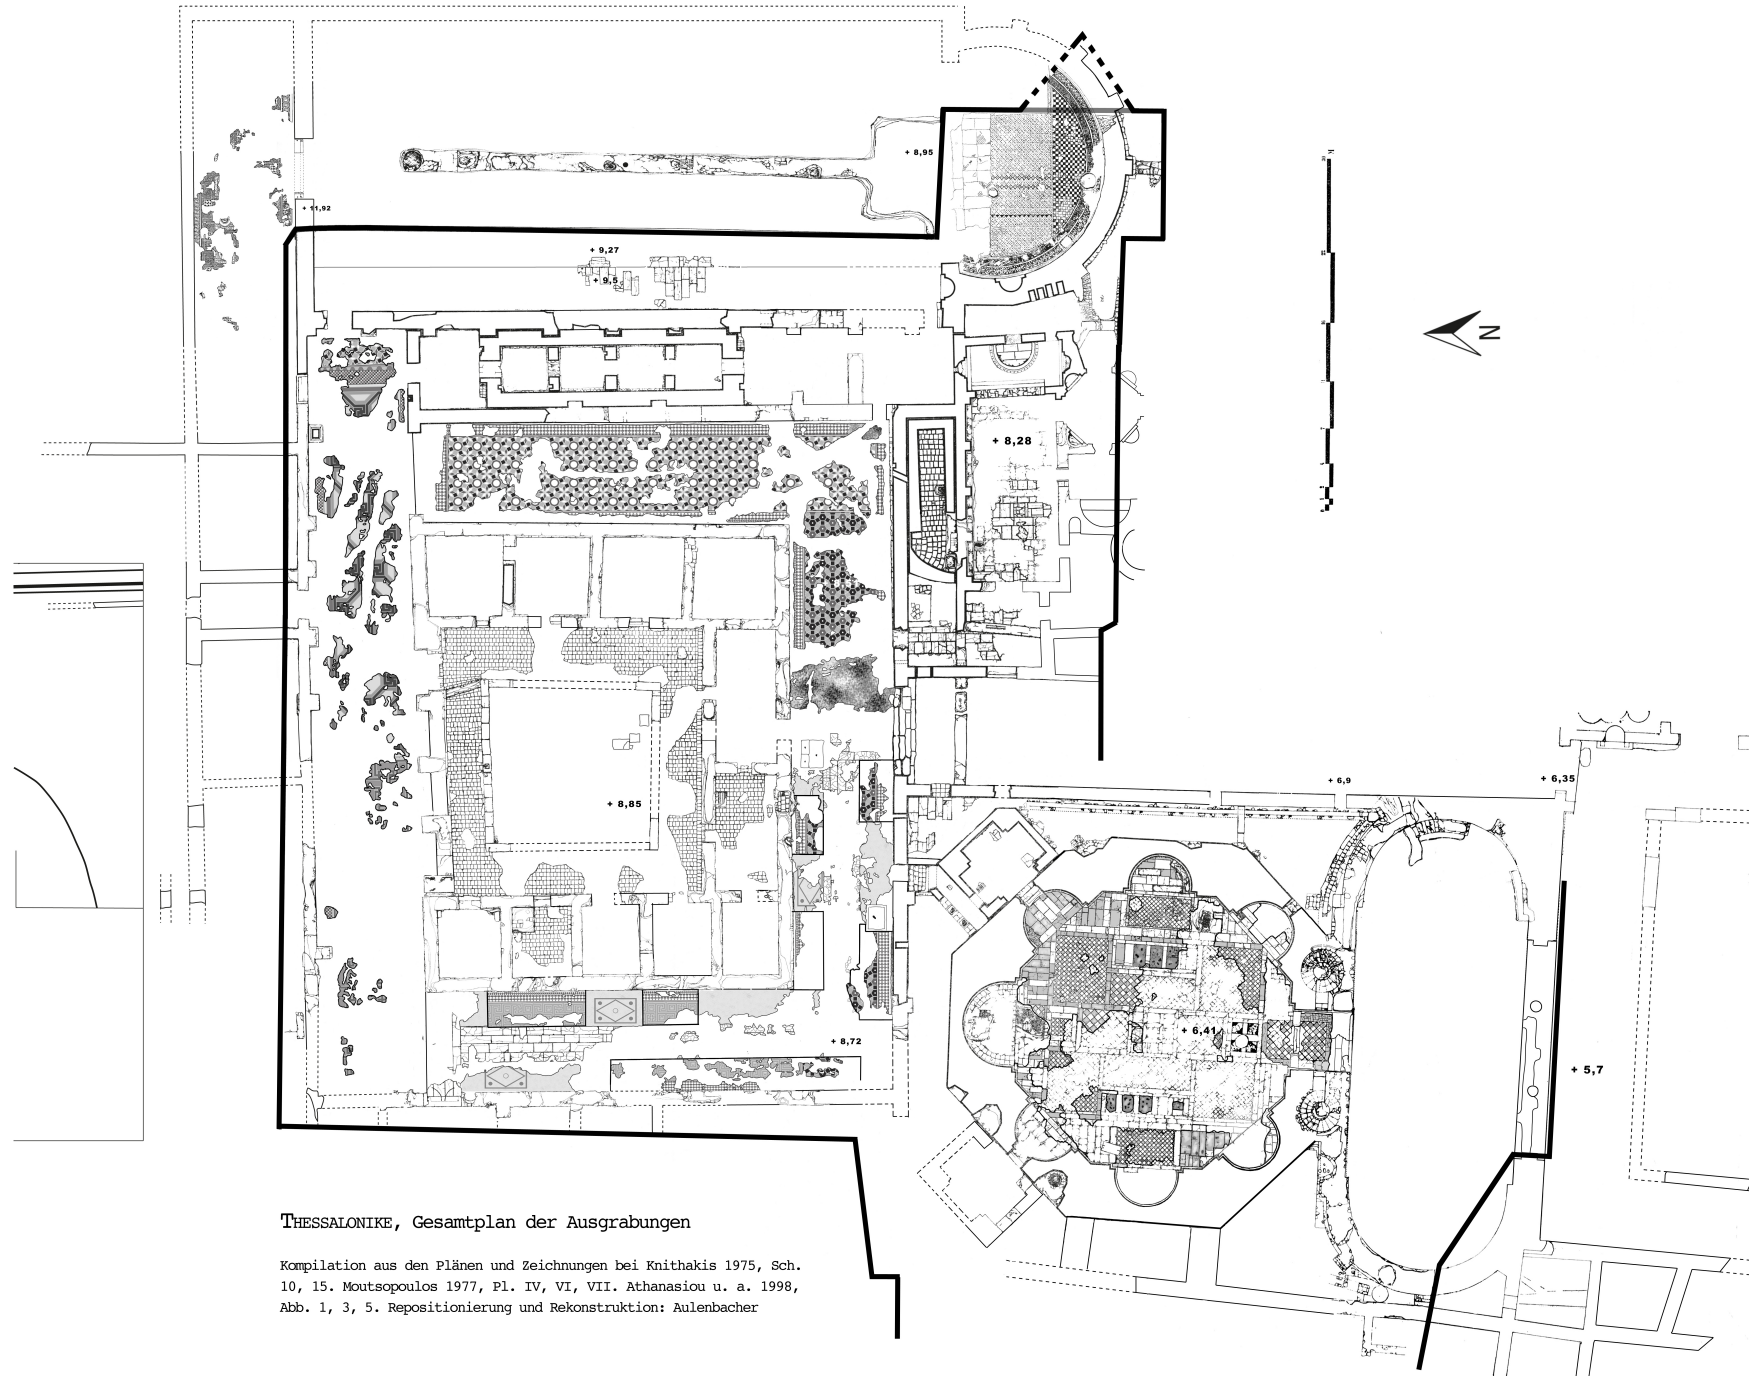 + 8,95
+ 11,92
+ 9,27
+ 9,5
N
+ 8,28
+ 6,9
+ 6,35
+ 8,85
+ 6,41
+ 8,72
+ 5,7
THESSALONIKE, Gesamtplan der Ausgrabungen
Kompilation aus den Plänen und Zeichnungen bei Knithakis 1975, Sch.
10, 15. Moutsopoulos 1977, Pl. IV, VI, VII. Athanasiou u. a. 1998,
Abb. 1, 3, 5. Repositionierung und Rekonstruktion: Aulenbacher